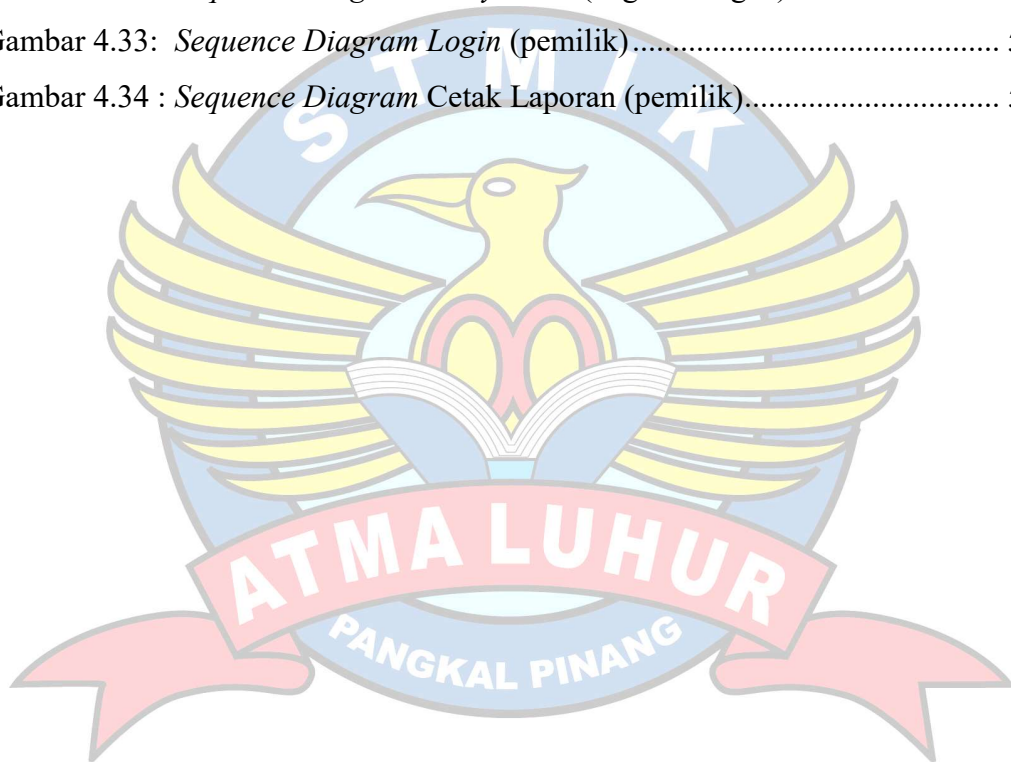 Gambar 4.33: Sequence Diagram Login (pemilik)....................................................
Gambar 4.34 : Sequence Diagram Cetak Laporan (pemilik)................................
STMIK
ATMA LUHUR
PANGKAL PINANG